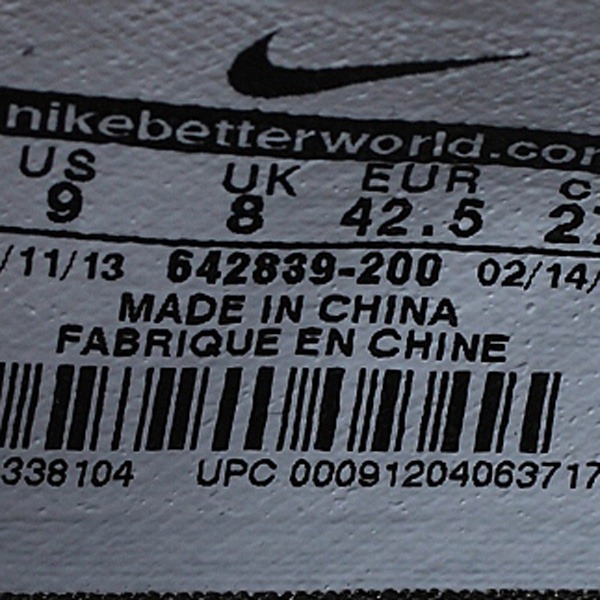 nikebetterworld.com
US UK EUR
9 8 42.5
/11/13 642839-200 02/14/
MADE IN CHINA
FABRIQUE EN CHINE
338104 UPC 00091204063717